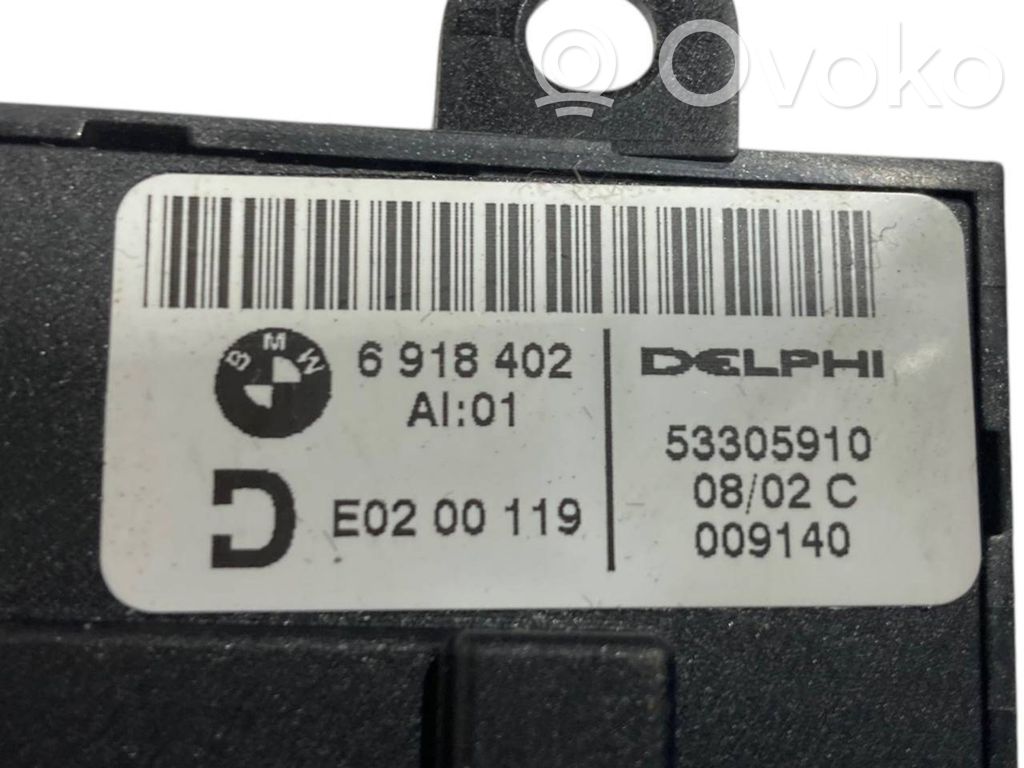 Ovoko
BMW
6 918 402
AI:01
D
E02 00 119
DELPHI
53305910
08/02 C
009140